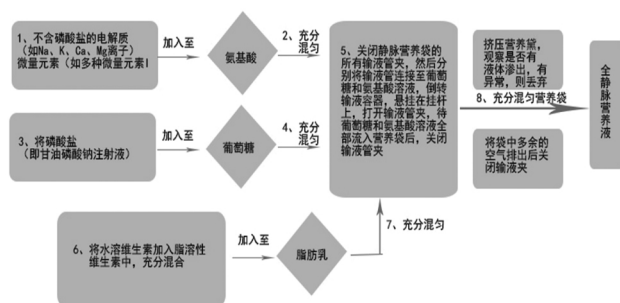 1、不含磷酸盐的电解质
(如Na、K、Ca、Mg离子)
微量元素（如多种微量元素I
加入至
氨基酸
2、充分
混匀
3、将磷酸盐
(即甘油磷酸钠注射液)
加入至
葡萄糖
4、充分
混匀
5、关闭静脉营养袋的
所有输液管夹，然后分
别将输液管连接至葡萄
糖和氨基酸溶液，倒转
输液容器，悬挂在挂杆
上，打开输液管夹，待
葡萄糖和氨基酸溶液全
部流入营养袋后，关闭
输液管夹
6、将水溶维生素加入脂溶性
维生素中，充分混合
加入至
脂肪乳
7、充分混匀
挤压营养黛，
观察是否有
液体渗出，有
异常，则丢弃
8、充分混匀营养袋
将袋中多余的
空气排出后关
闭输液夹
全静脉营养液